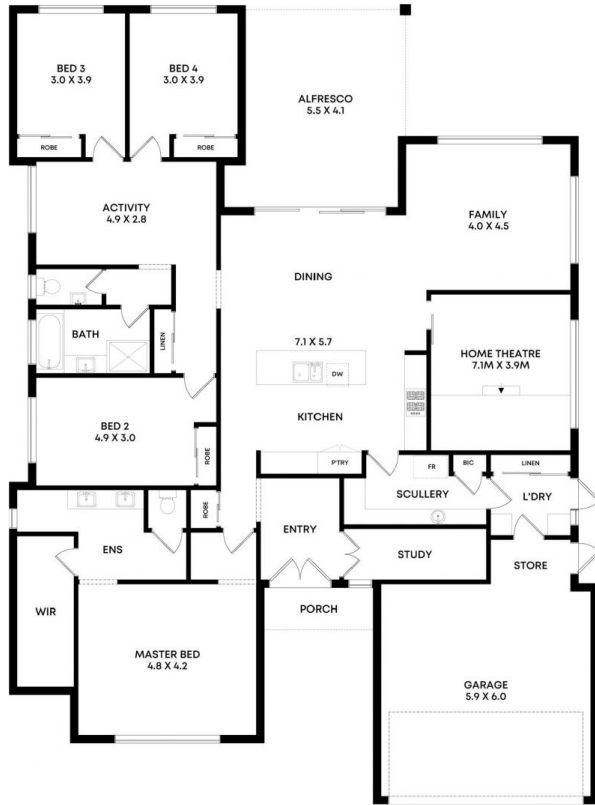 BED 3
3.0 X 3.9
BED 4
3.0 X 3.9
ROBE
ROBE
ALFRESCO
5.5 X 4.1
ACTIVITY
4.9 X 2.8
FAMILY
4.0 X 4.5
DINING
BATH
LINEN
7.1 X 5.7
DW
HOME THEATRE
7.1M X 3.9M
KITCHEN
BED 2
4.9 X 3.0
ROBE
P'TRY
FR
BIC
LINEN
SCULLERY
L'DRY
ROBE
ENTRY
ENS
STUDY
STORE
WIR
PORCH
MASTER BED
4.8 X 4.2
GARAGE
5.9 X 6.0